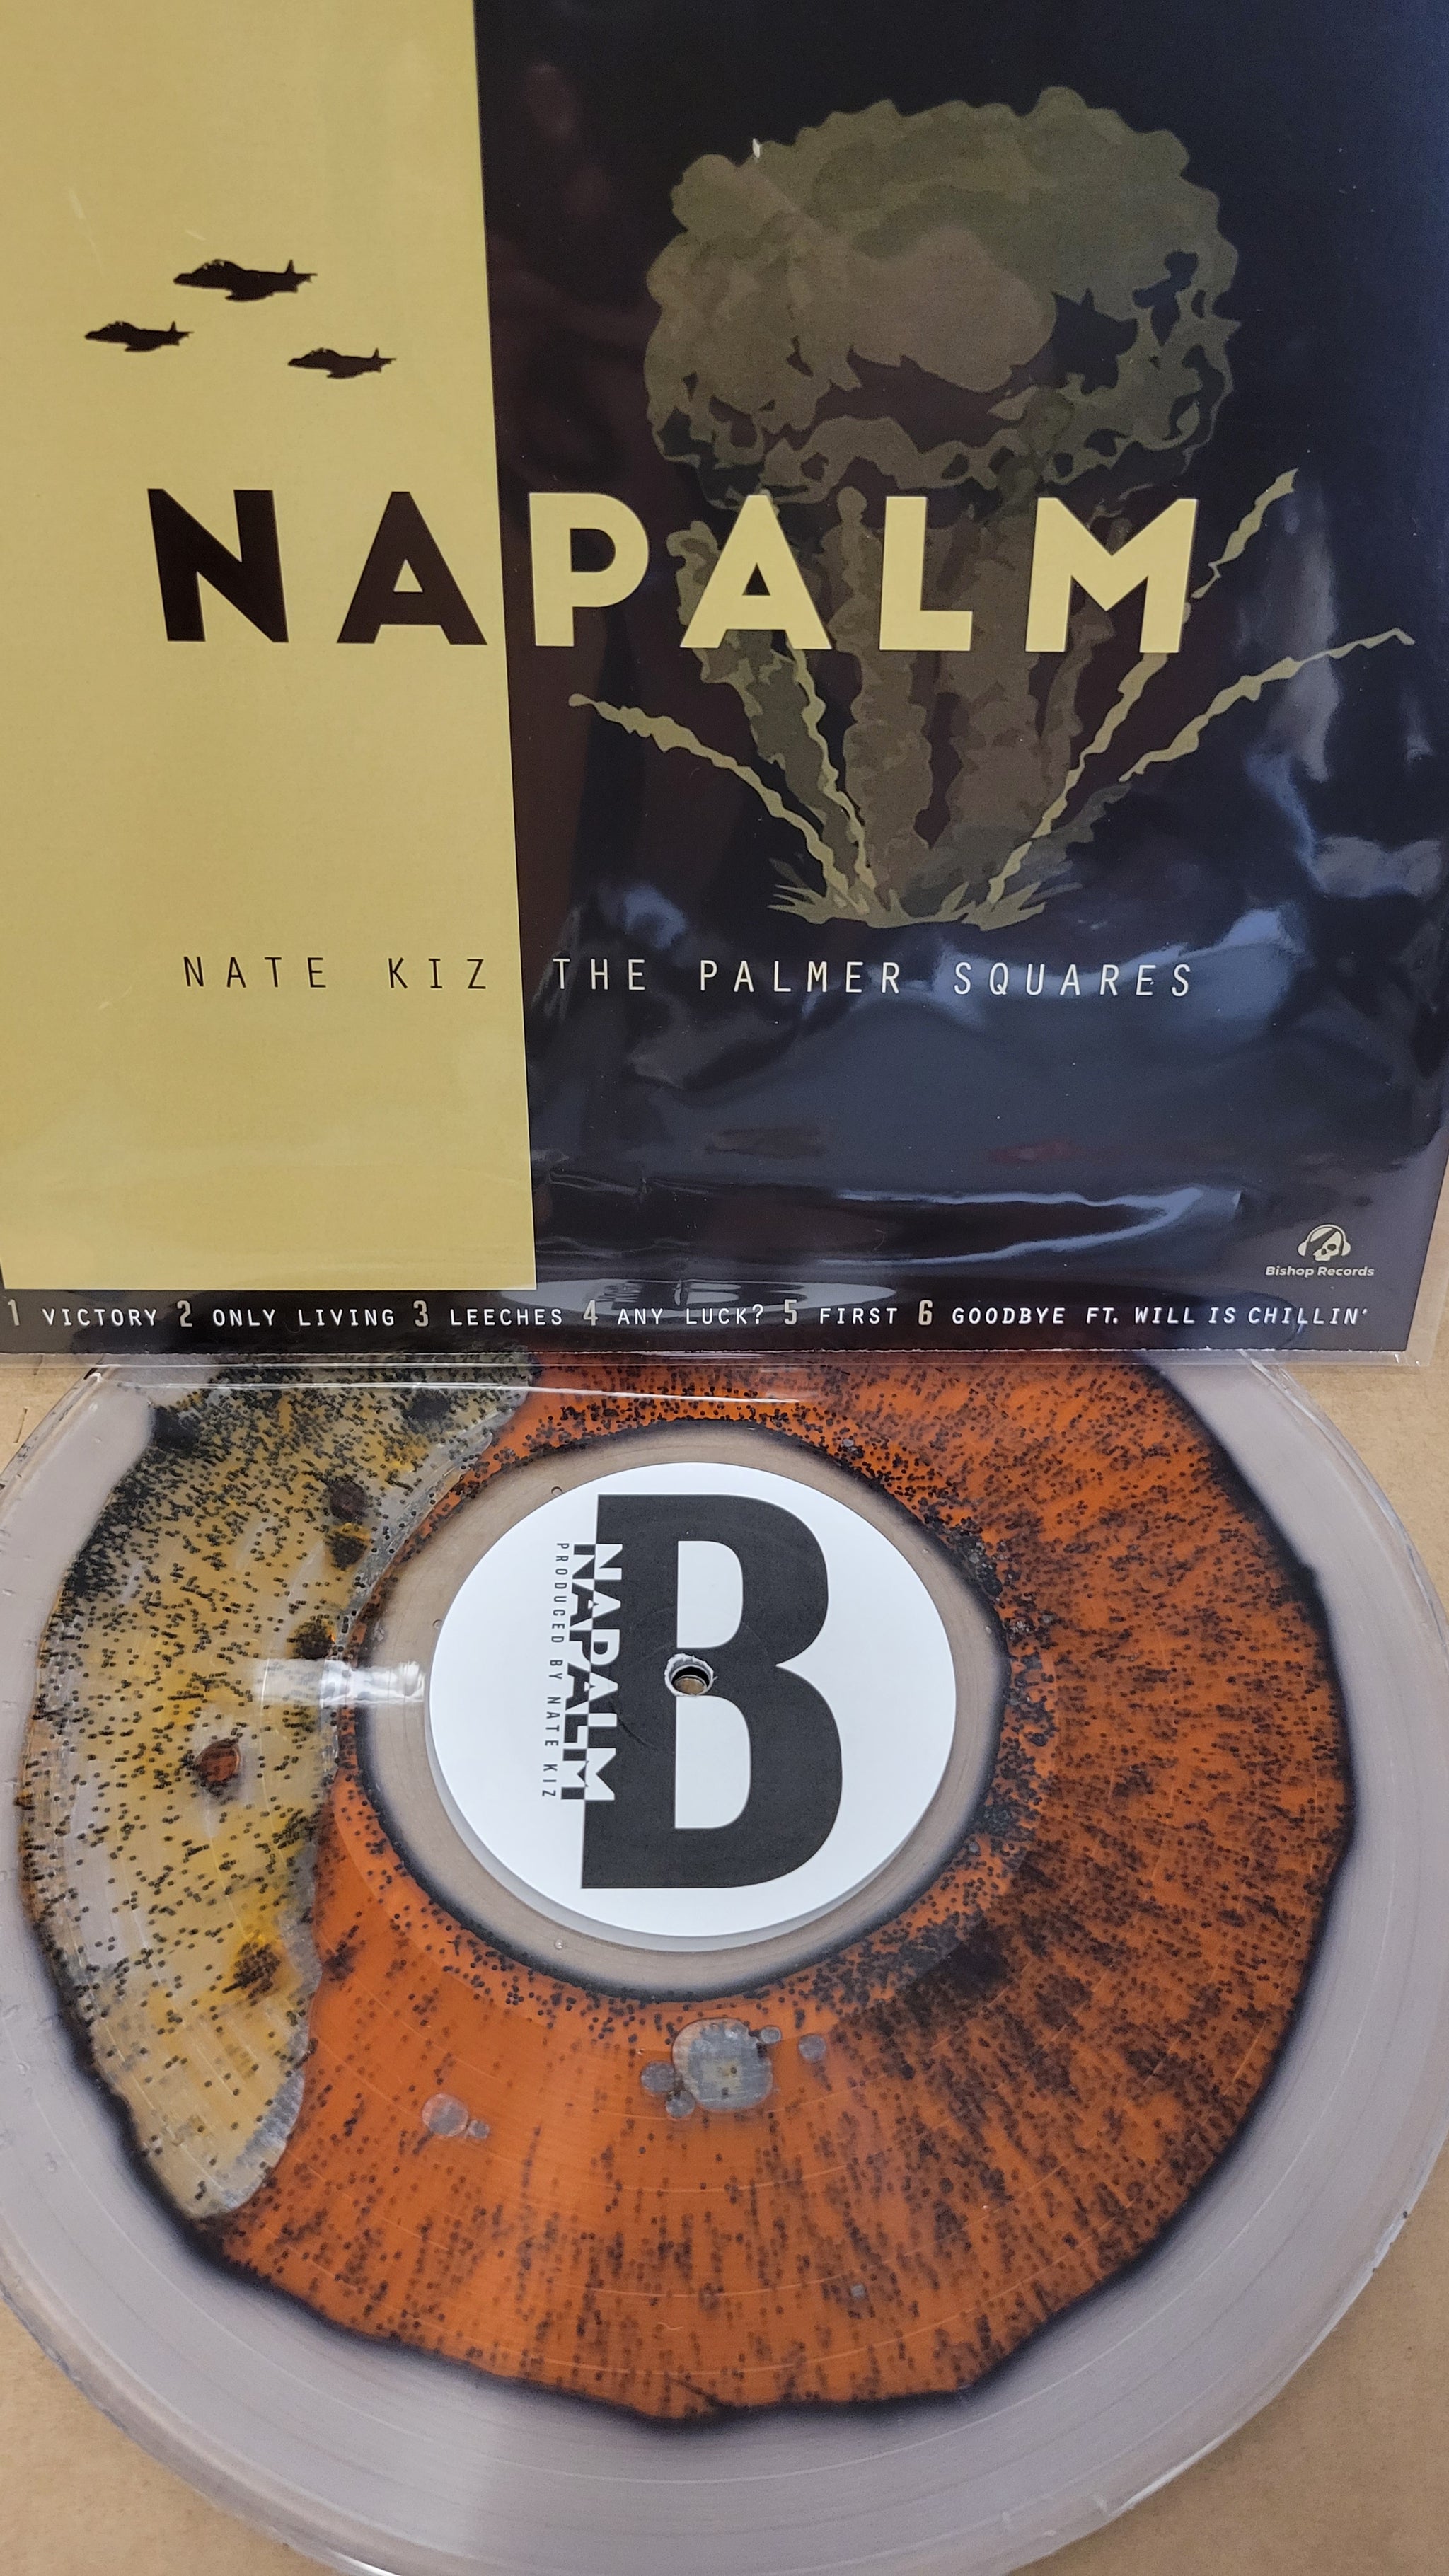 NAPALM
NATE KIZ THE PALMER SQUARES
Bishop Records
1 VICTORY 2 ONLY LIVING 3 LEECHES 4 ANY LUCK? 5 FIRST 6 GOODBYE FT. WILL IS CHILLIN'
B
NAPALM
PRODUCED BY NATE KIZ